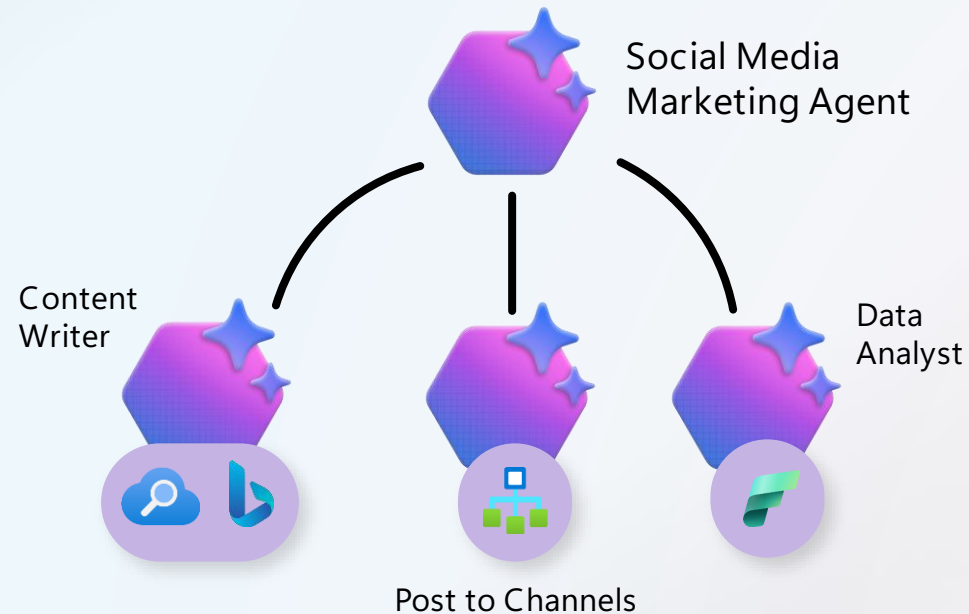 Social Media
Marketing Agent
Content
Writer
Data
Analyst
Post to Channels